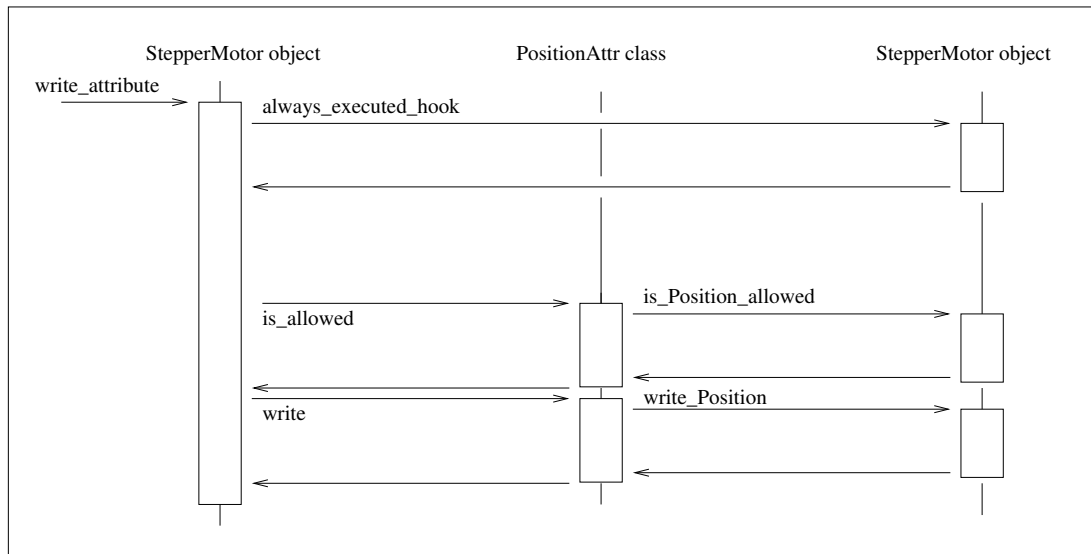 StepperMotor object
PositionAttr class
StepperMotor object
write_attribute
always_executed_hook
is_Position_allowed
is_allowed
write_Position
write